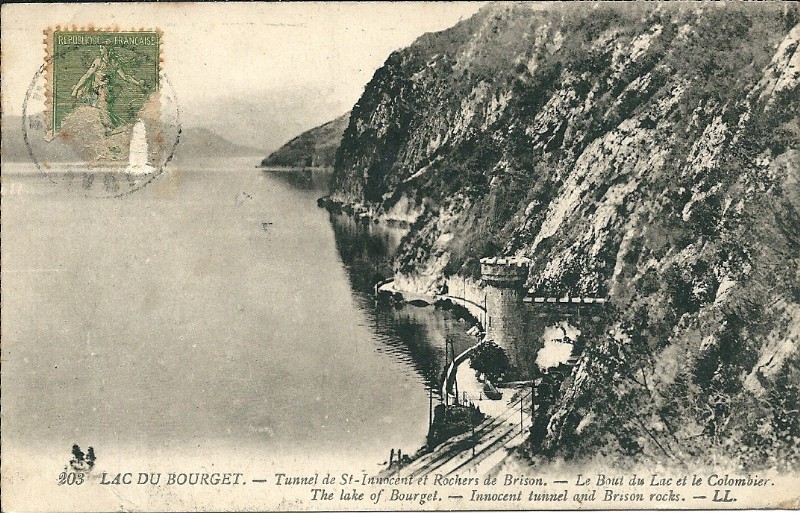 REPUBLIQUE FRANÇAISE
203 LAC DU BOURGET. — Tunnel de St-Innocent et Rochers de Brison. — Le Bout du Lac et le Colombier.
The lake of Bourget. — Innocent tunnel and Brison rocks. — LL.